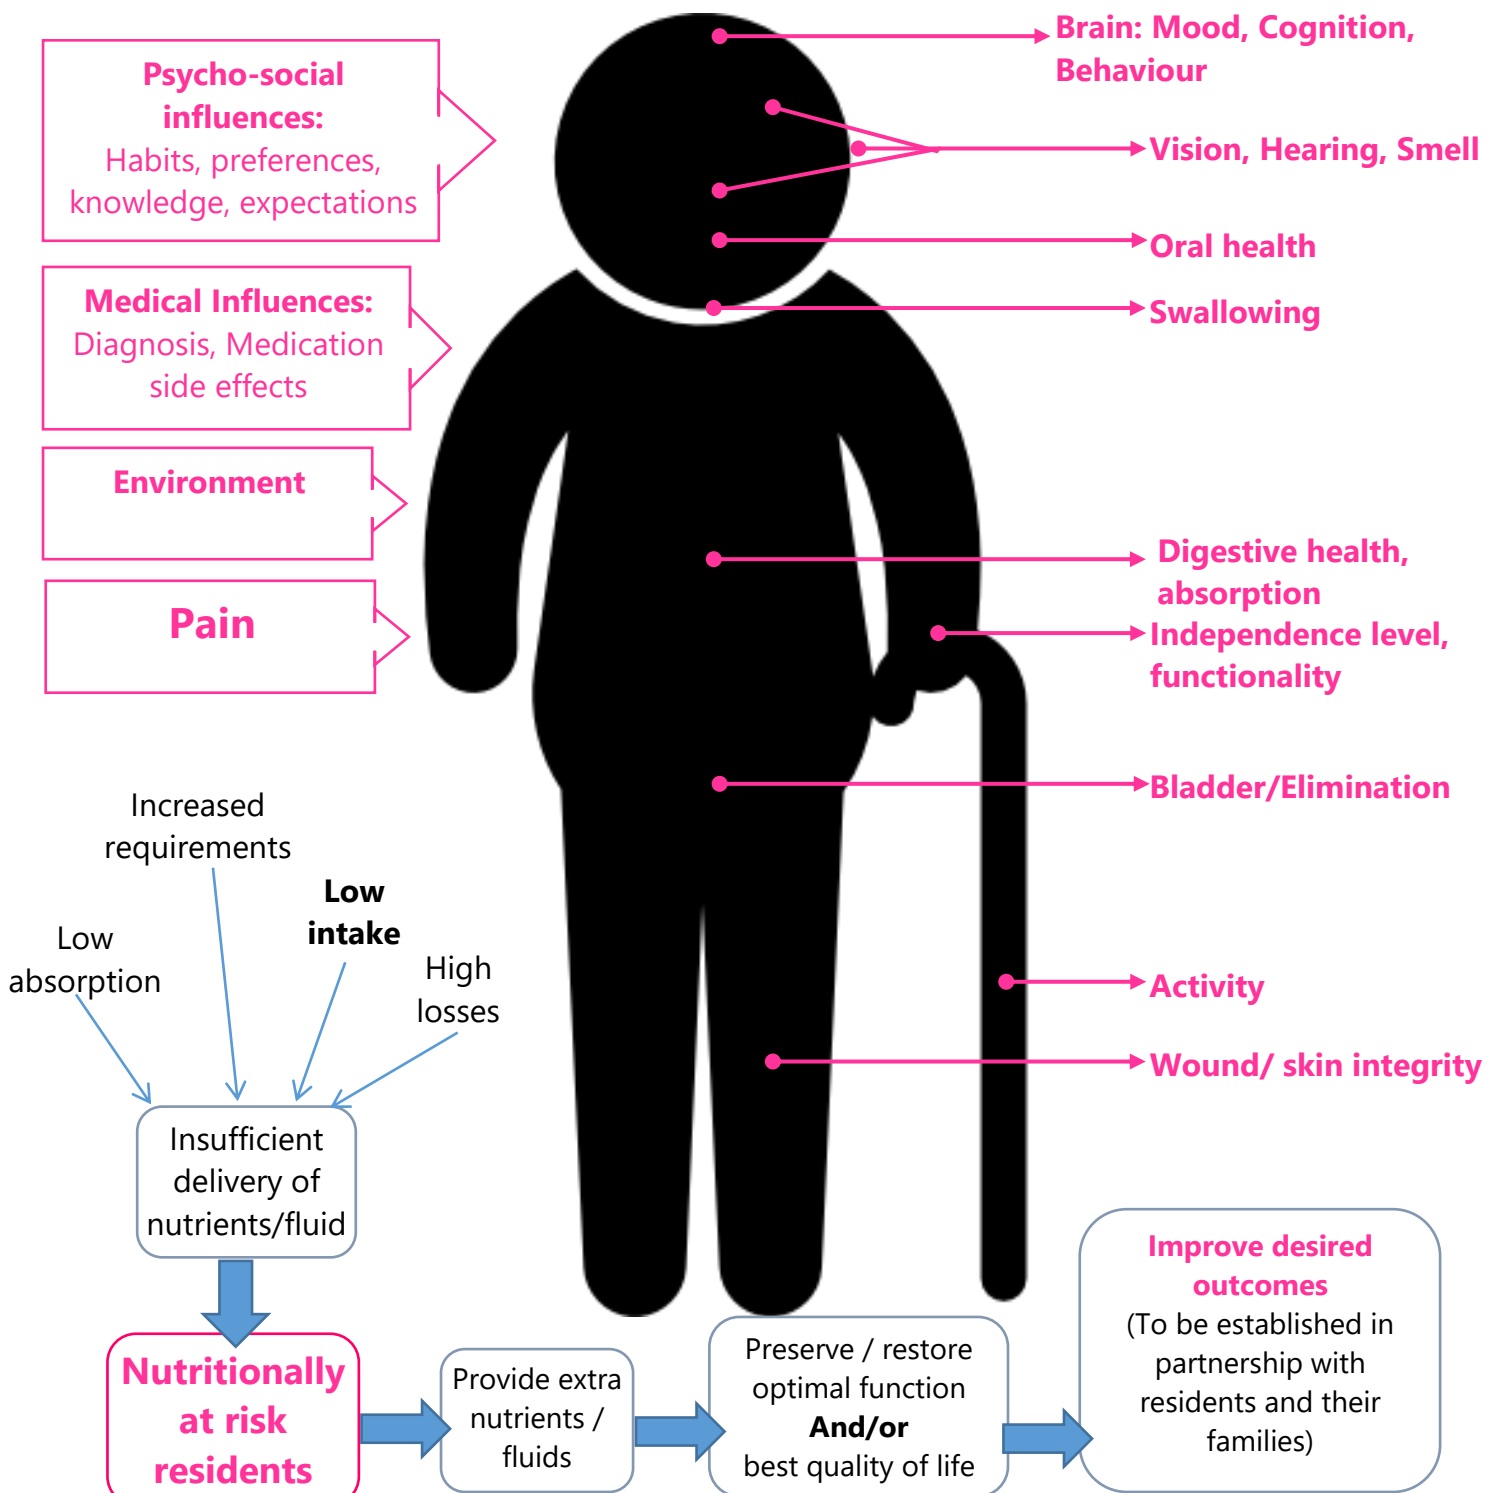 Psycho-social
influences:
Habits, preferences,
knowledge, expectations
Medical Influences:
Diagnosis, Medication
side effects
Environment
Pain
Brain: Mood, Cognition,
Behaviour
Vision, Hearing, Smell
Oral health
Swallowing
Digestive health,
absorption
Independence level,
functionality
Bladder/Elimination
Activity
Wound/ skin integrity
Increased
requirements
Low
intake
Low
absorption
High
losses
Insufficient
delivery of
nutrients/fluid
Nutritionally
at risk
residents
Provide extra
nutrients /
fluids
Preserve / restore
optimal function
And/or
best quality of life
Improve desired
outcomes
(To be established in
partnership with
residents and their
families)